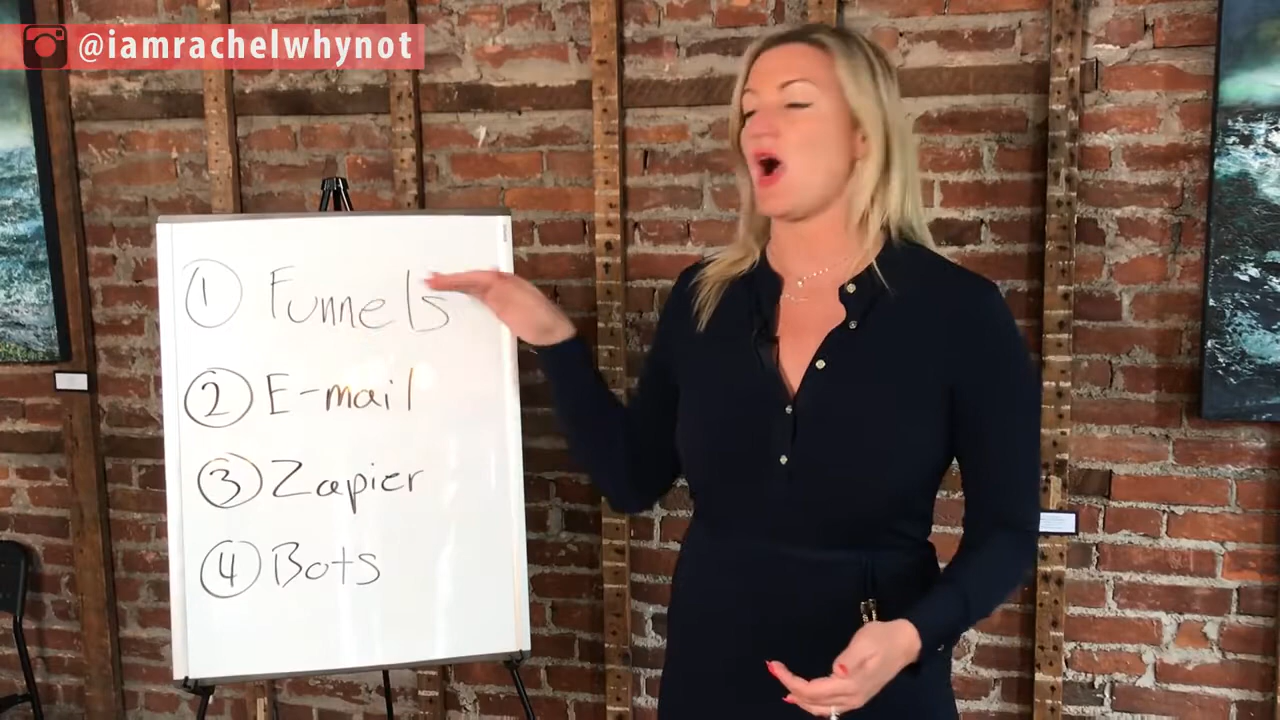 @iamrachelwhynot
① Funnels
② E-mail
③ Zapier
④ Bots